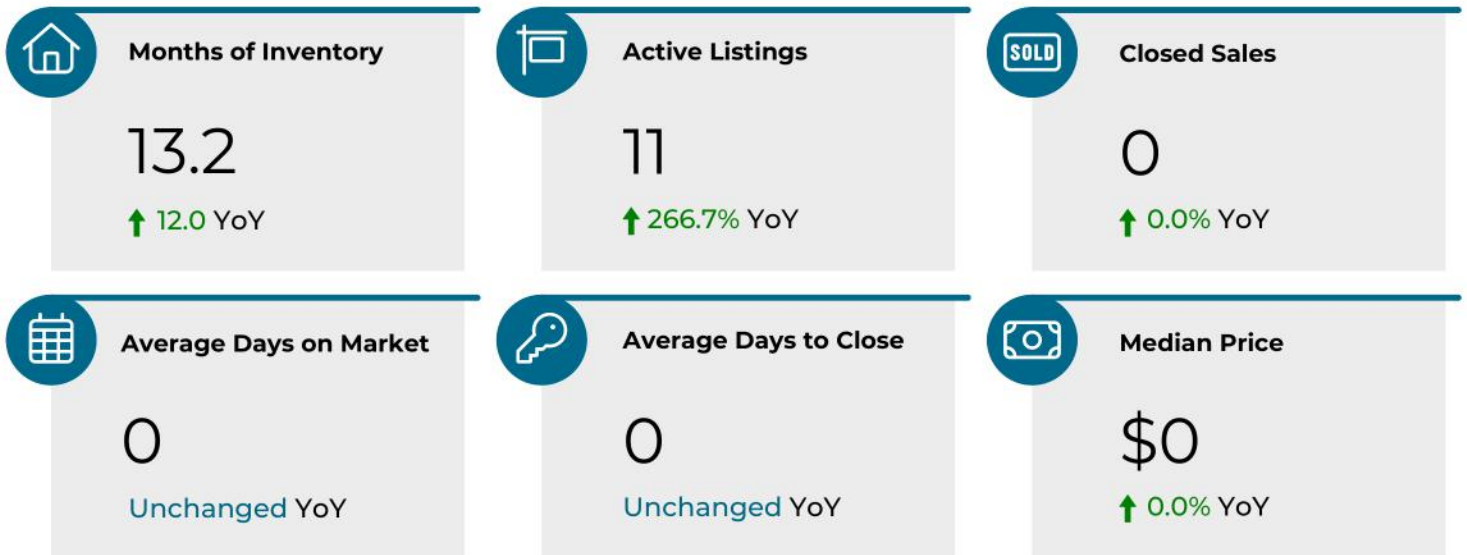 Months of Inventory
13.2
12.0 YoY
Active Listings
11
266.7% YoY
SOLD
Closed Sales
0
0.0% YoY
Average Days on Market
0
Unchanged YoY
Average Days to Close
0
Unchanged YoY
Median Price
$0
0.0% YoY